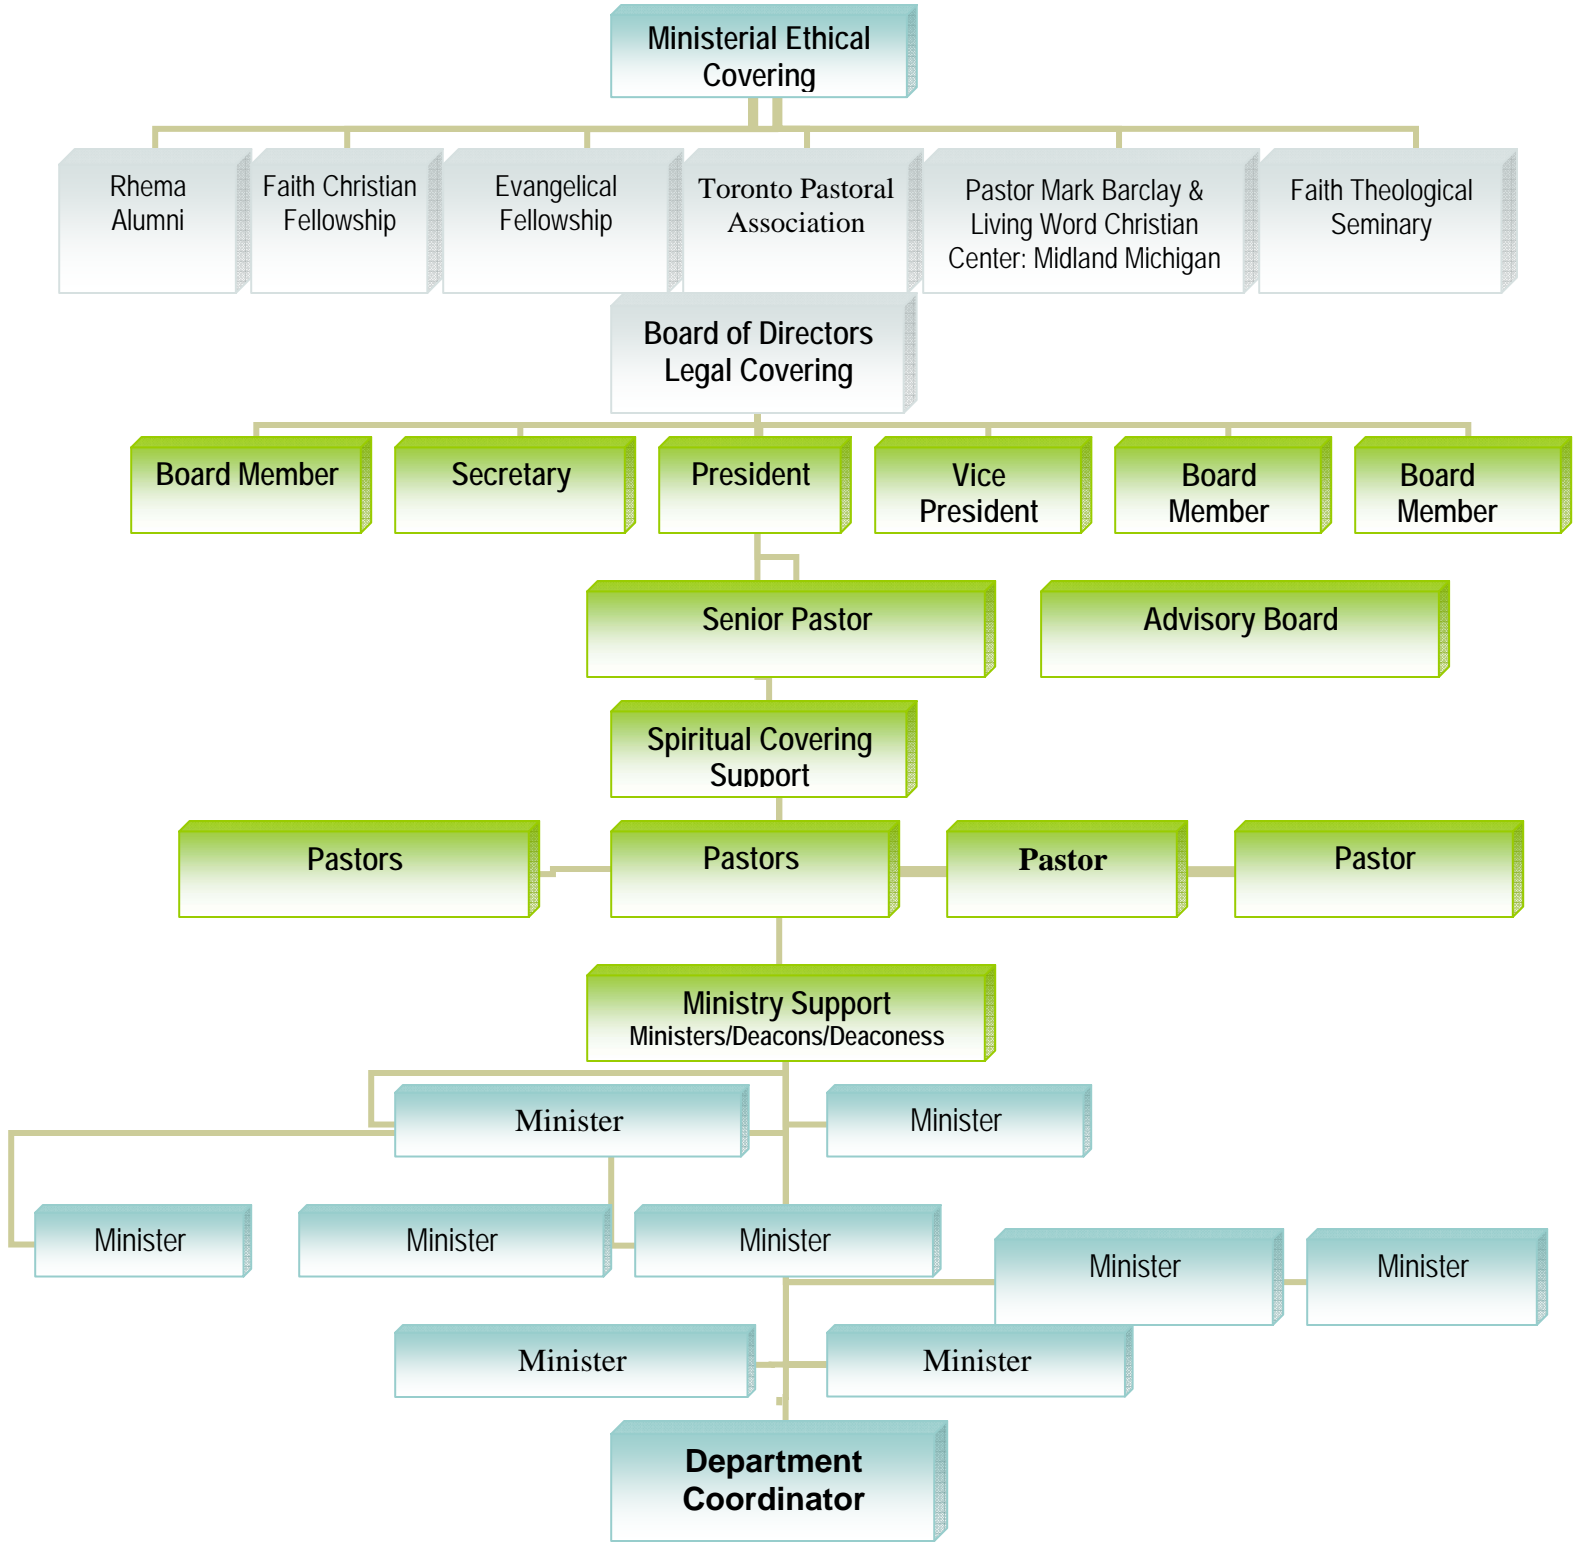 Ministerial Ethical
Covering
Rhema
Alumni
Faith Christian
Fellowship
Evangelical
Fellowship
Toronto Pastoral
Association
Pastor Mark Barclay &
Living Word Christian
Center: Midland Michigan
Faith Theological
Seminary
Board of Directors
Legal Covering
Board Member
Secretary
President
Vice
President
Board
Member
Board
Member
Senior Pastor
Advisory Board
Spiritual Covering
Support
Pastors
Pastors
Pastor
Pastor
Ministry Support
Ministers/Deacons/Deaconess
Minister
Minister
Minister
Minister
Minister
Minister
Minister
Minister
Minister
Department
Coordinator